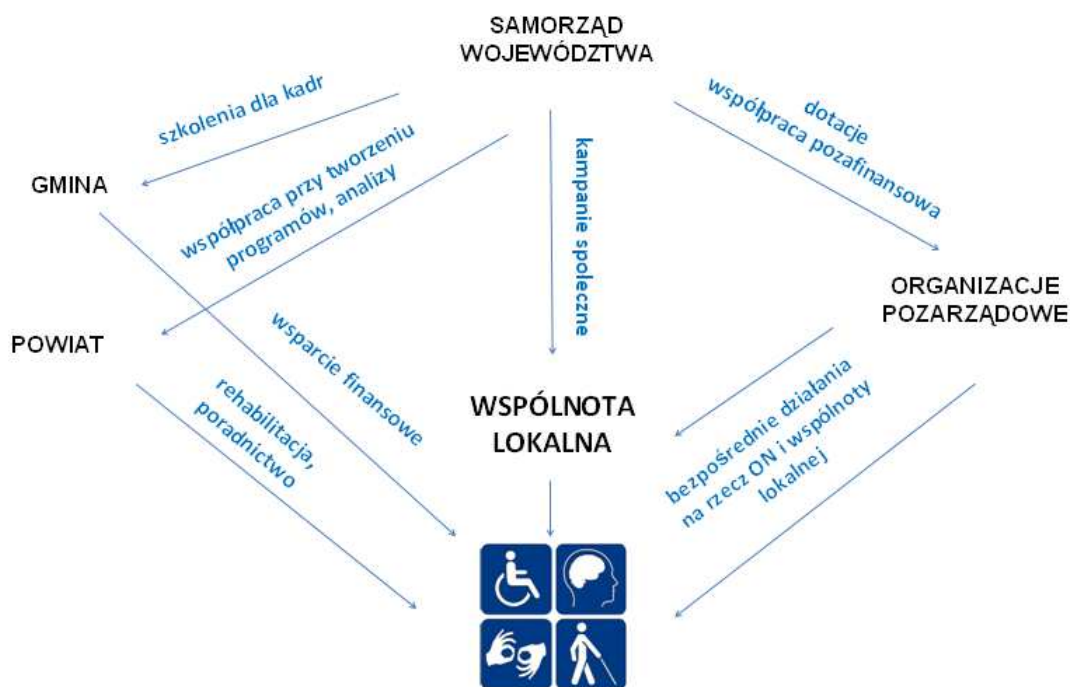 SAMORZĄD
WOJEWÓDZTWA
szkolenia dla kadr
dotacje
współpraca pozafinansowa
GMINA
współpraca przy tworzeniu
programów, analizy
kampanie społeczne
ORGANIZACJE
POZARZĄDOWE
POWIAT
wsparcie finansowe
rehabilitacja,
poradnictwo
WSPÓLNOTA
LOKALNA
bezpośrednie działania
na rzecz ON i wspólnoty
lokalnej